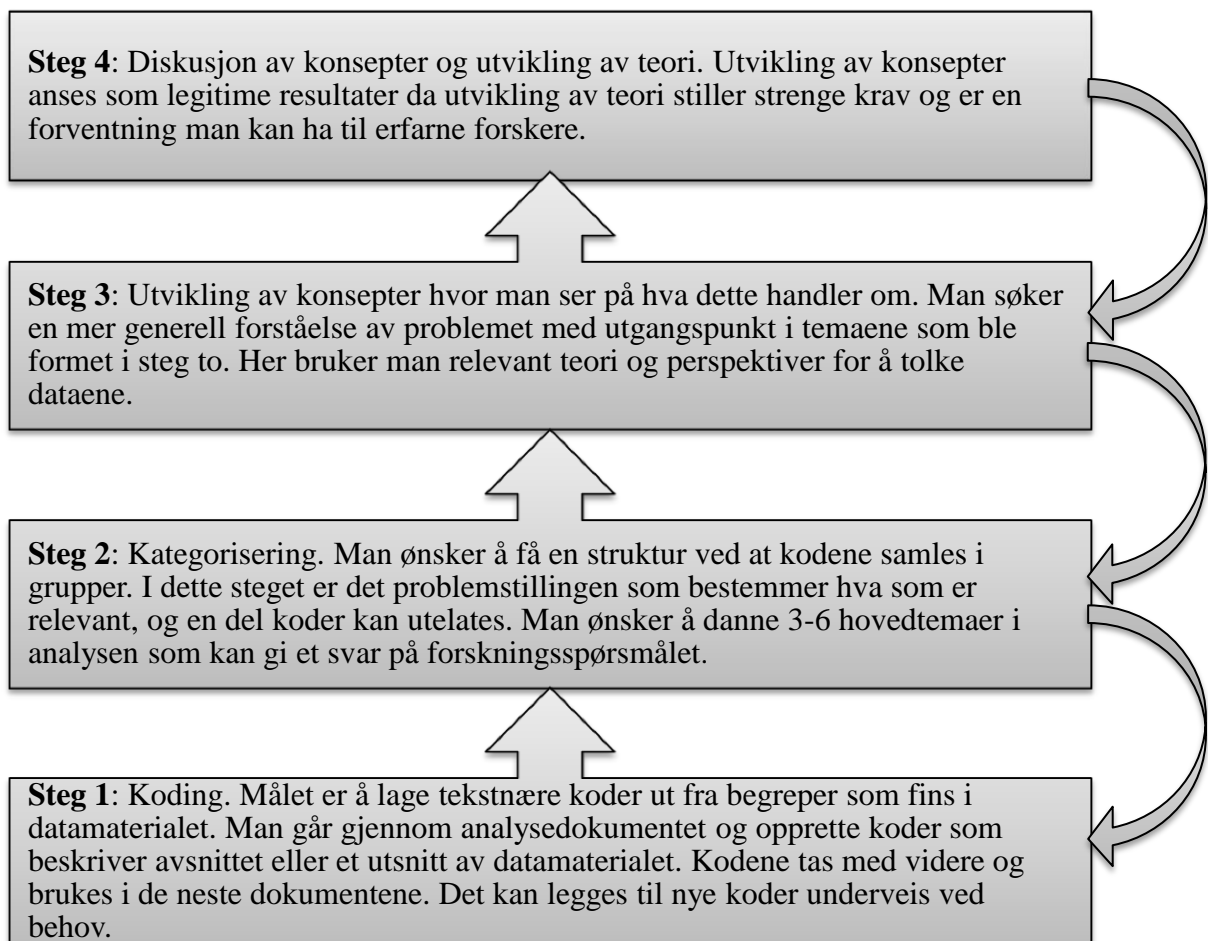 Steg 4: Diskusjon av konsepter og utvikling av teori. Utvikling av konsepter
anses som legitime resultater da utvikling av teori stiller strenge krav og er en
forventning man kan ha til erfarne forskere.
Steg 3: Utvikling av konsepter hvor man ser på hva dette handler om. Man søker
en mer generell forståelse av problemet med utgangspunkt i temaene som ble
formet i steg to. Her bruker man relevant teori og perspektiver for å tolke
dataene.
Steg 2: Kategorisering. Man ønsker å få en struktur ved at kodene samles i
grupper. I dette steget er det problemstillingen som bestemmer hva som er
relevant, og en del koder kan utelates. Man ønsker å danne 3-6 hovedtemaer i
analysen som kan gi et svar på forskningsspørsmålet.
Steg 1: Koding. Målet er å lage tekstnære koder ut fra begreper som fins i
datamaterialet. Man går gjennom analysedokumentet og opprette koder som
beskriver avsnittet eller et utsnitt av datamaterialet. Kodene tas med videre og
brukes i de neste dokumentene. Det kan legges til nye koder underveis ved
behov.